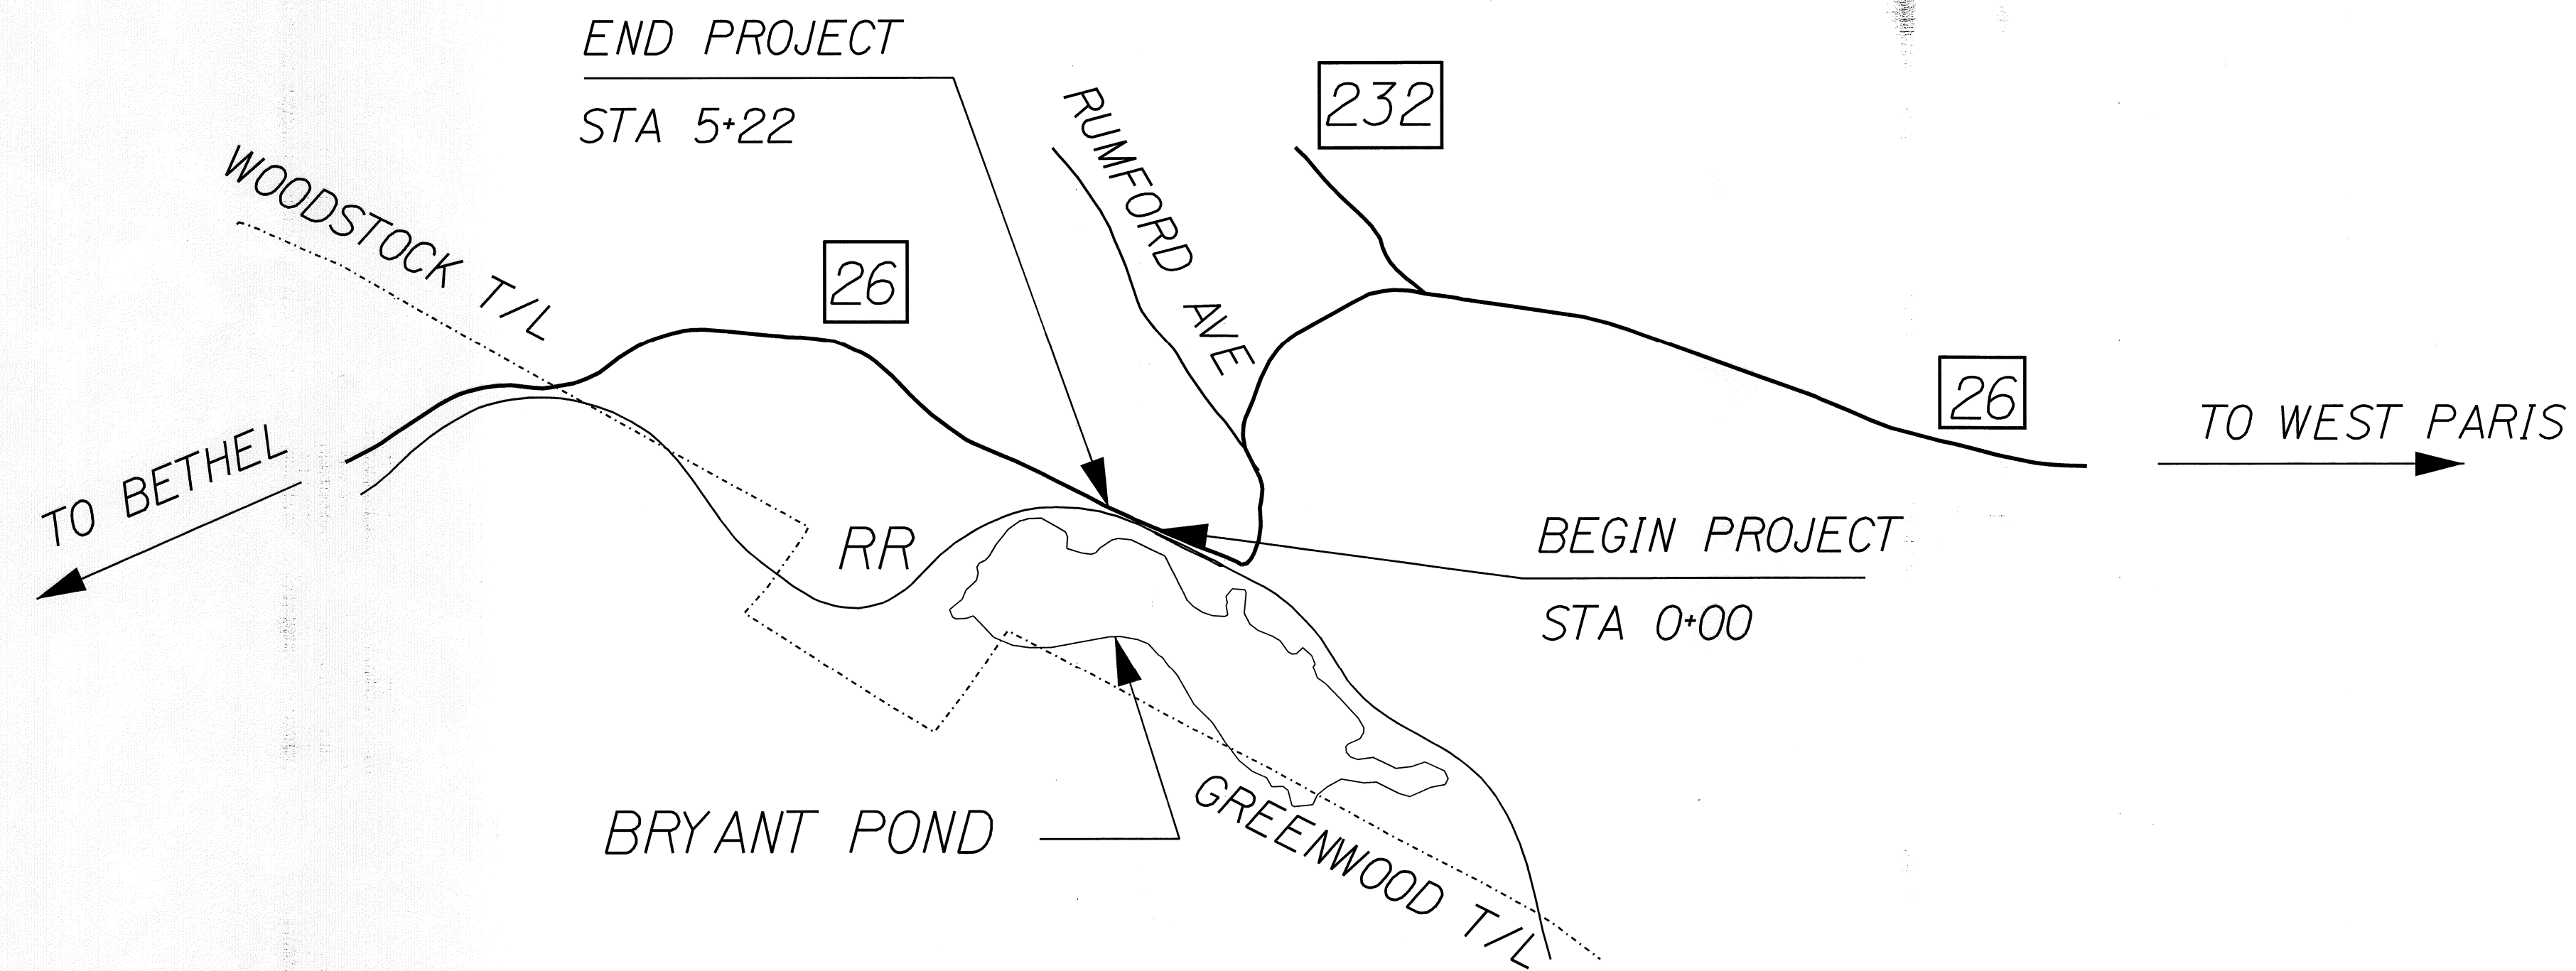 END PROJECT
STA 5+22
232
RUMFORD AVE
WOODSTOCK T/L
26
26
TO WEST PARIS
TO BETHEL
RR
BEGIN PROJECT
STA 0+00
BRYANT POND
GREENWOOD T/L